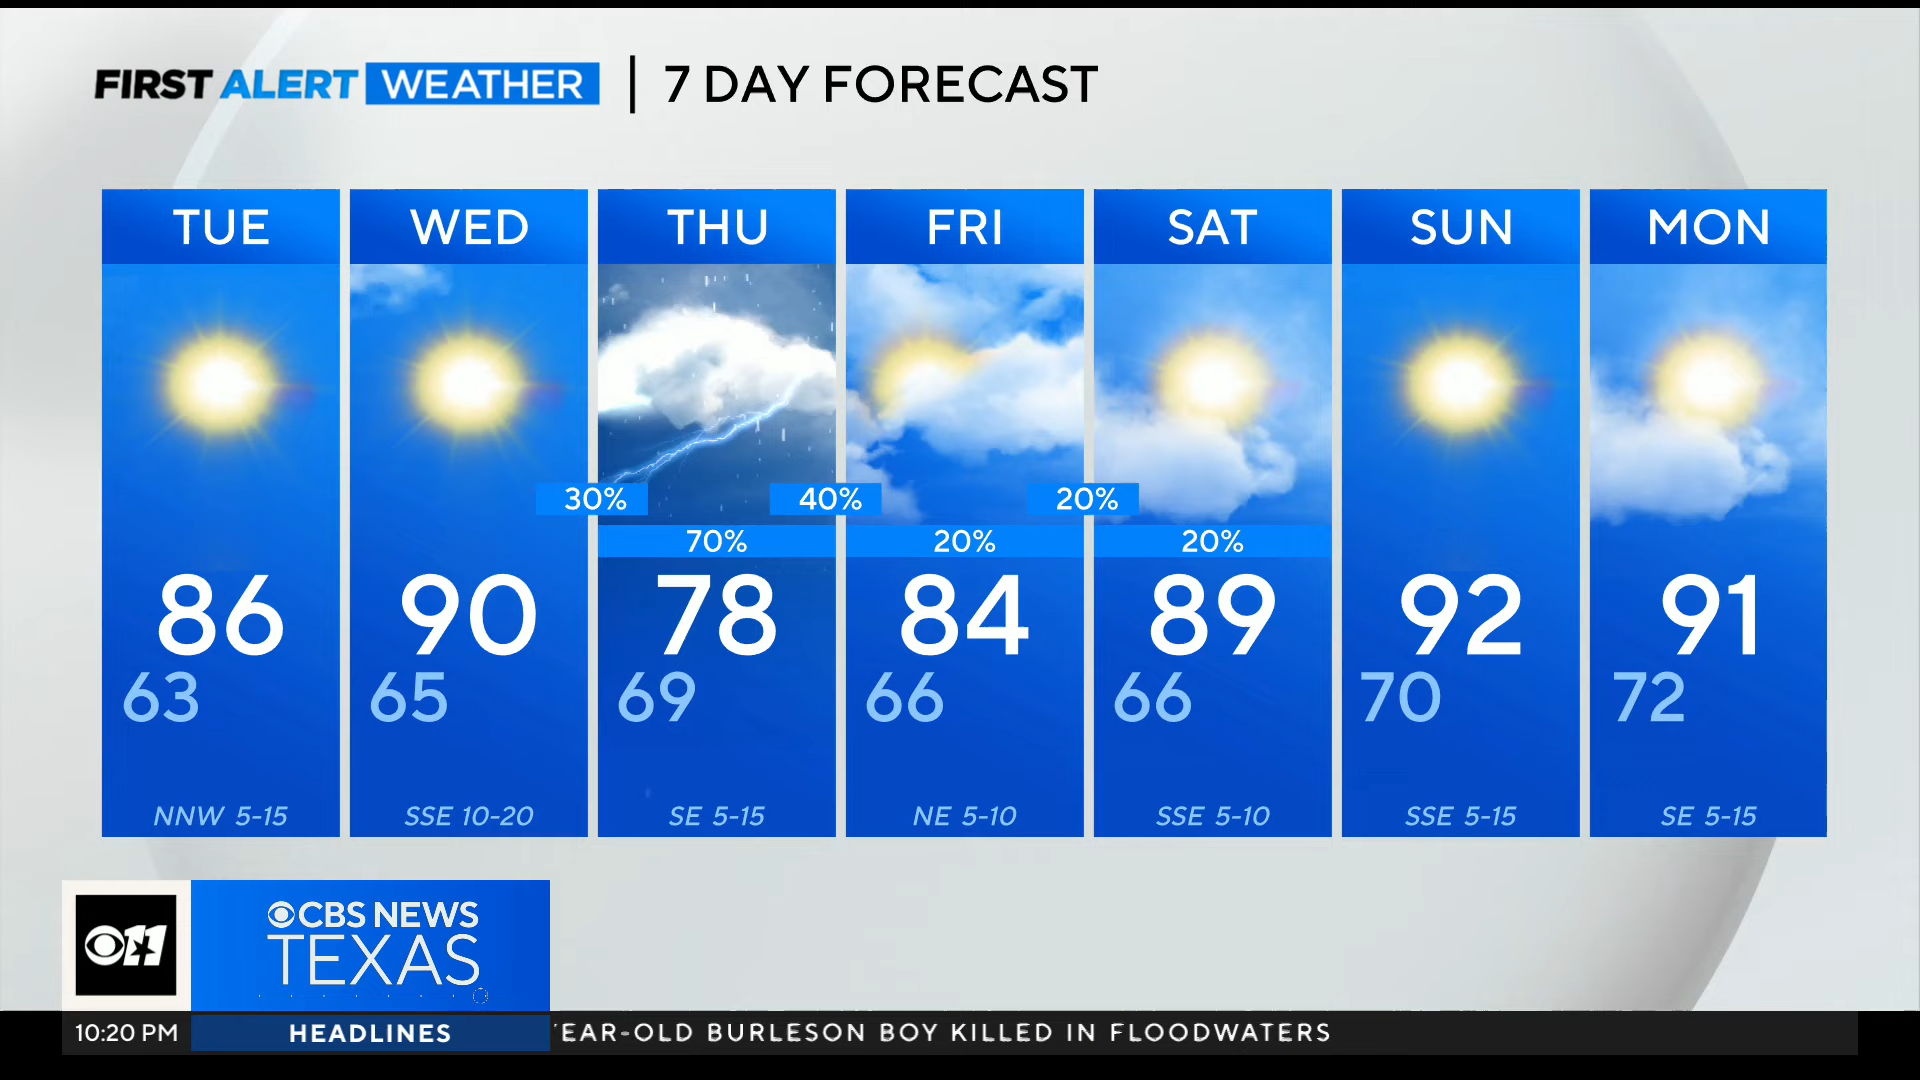 FIRST ALERT WEATHER | 7 DAY FORECAST
TUE WED THU FRI SAT SUN MON
30% 40% 20%
70% 20% 20%
86 90 78 84 89 92 91
63 65 69 66 66 70 72
NNW 5-15 SSE 10-20 SE 5-15 NE 5-10 SSE 5-10 SSE 5-15 SE 5-15
11
CBS NEWS
TEXAS
10:20 PM HEADLINES EAR-OLD BURLESON BOY KILLED IN FLOODWATERS